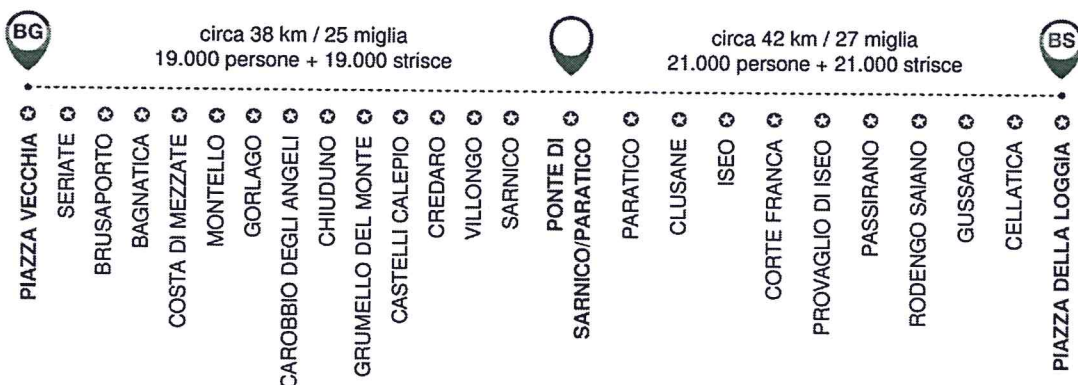 BG
circa 38 km / 25 miglia
19.000 persone + 19.000 strisce
circa 42 km / 27 miglia
21.000 persone + 21.000 strisce
BS
PIAZZA VECCHIA
SERIATE
BRUSAPORTO
BAGNATICA
COSTA DI MEZZATE
MONTELLO
GORLAGO
CAROBBIO DEGLI ANGELI
CHIUDUNO
GRUMELLO DEL MONTE
CASTELLI CALEPIO
CREDARO
VILLONGO
SARNICO
PONTE DI
SARNICO/PARATICO
PARATICO
CLUSANE
ISEO
CORTE FRANCA
PROVAGLIO DI ISEO
PASSIRANO
RODENGO SAIANO
GUSSAGO
CELLATICA
PIAZZA DELLA LOGGIA